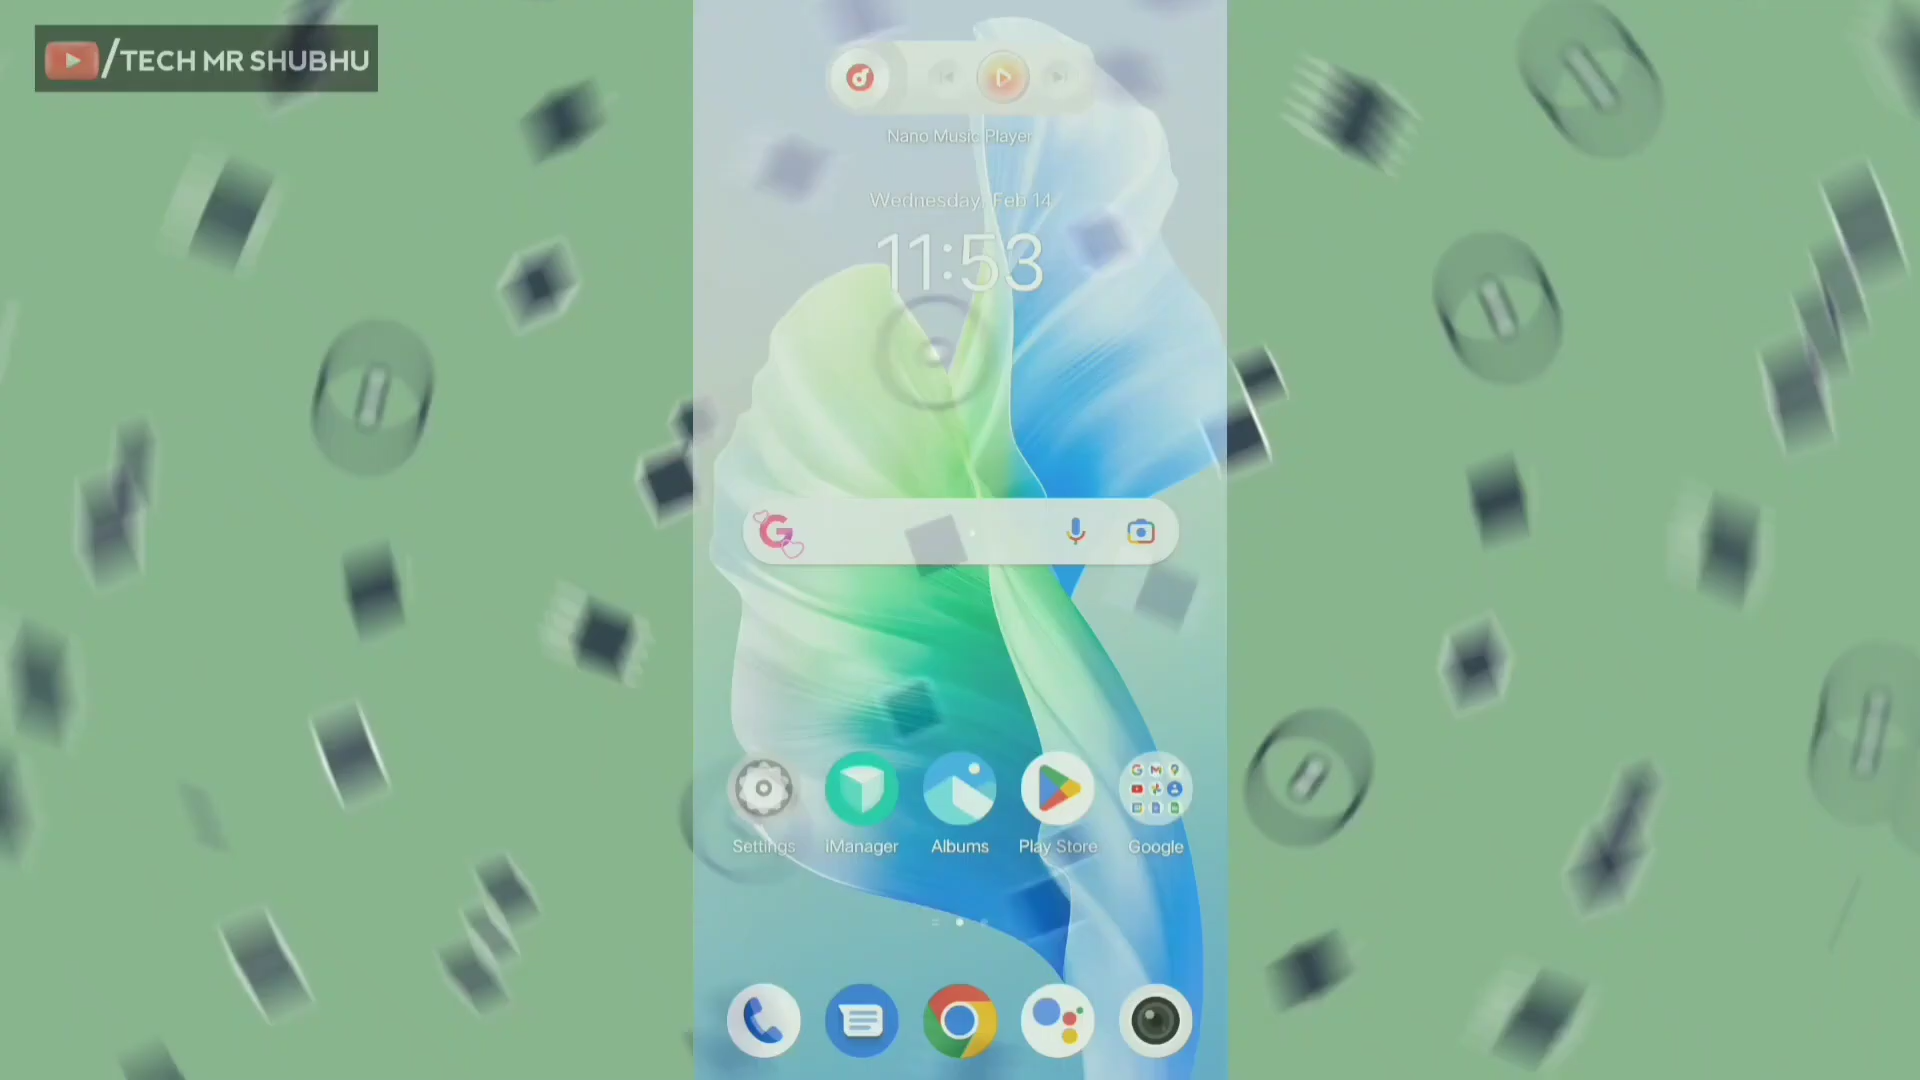 /TECH MR SHUBHU
Nano Music Player
Wednesday, Feb 14
11:53
Settings
iManager
Albums
Play Store
Google